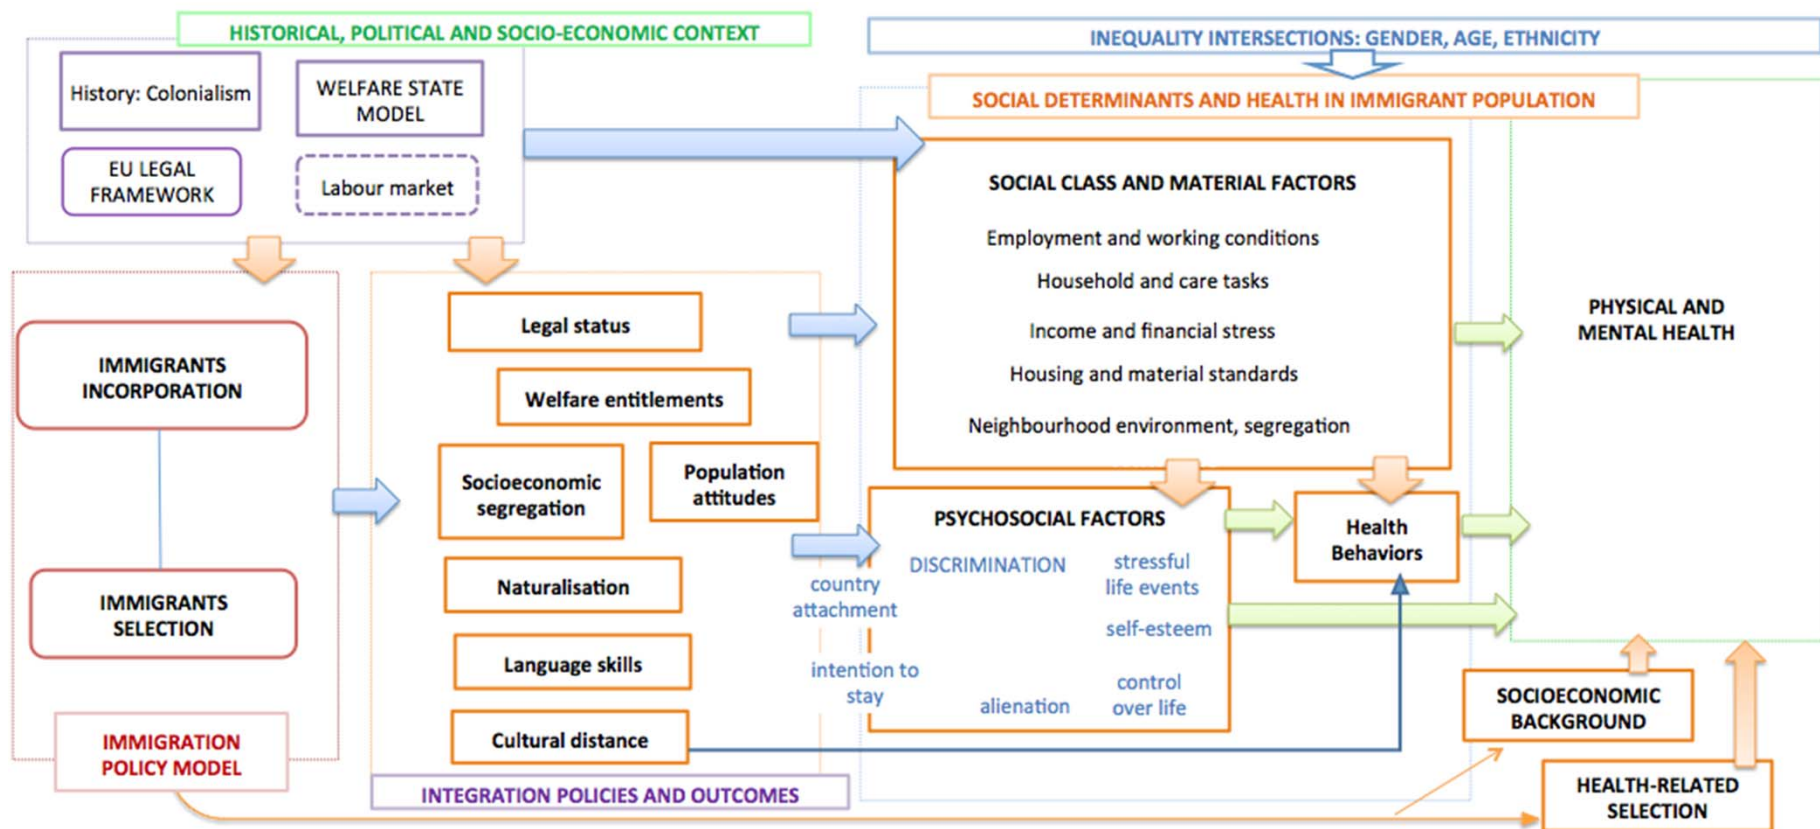 HISTORICAL, POLITICAL AND SOCIO-ECONOMIC CONTEXT
History: Colonialism
WELFARE STATE
MODEL
EU LEGAL
FRAMEWORK
Labour market
IMMIGRANTS
INCORPORATION
IMMIGRANTS
SELECTION
IMMIGRATION
POLICY MODEL
Legal status
Welfare entitlements
Socioeconomic
segregation
Population
attitudes
Naturalisation
Language skills
Cultural distance
INTEGRATION POLICIES AND OUTCOMES
INEQUALITY INTERSECTIONS: GENDER, AGE, ETHNICITY
SOCIAL DETERMINANTS AND HEALTH IN IMMIGRANT POPULATION
SOCIAL CLASS AND MATERIAL FACTORS
Employment and working conditions
Household and care tasks
Income and financial stress
Housing and material standards
Neighbourhood environment, segregation
PSYCHOSOCIAL FACTORS
DISCRIMINATION
stressful
life events
country
attachment
self-esteem
intention to
stay
alienation
control
over life
Health
Behaviors
PHYSICAL AND
MENTAL HEALTH
SOCIOECONOMIC
BACKGROUND
HEALTH-RELATED
SELECTION